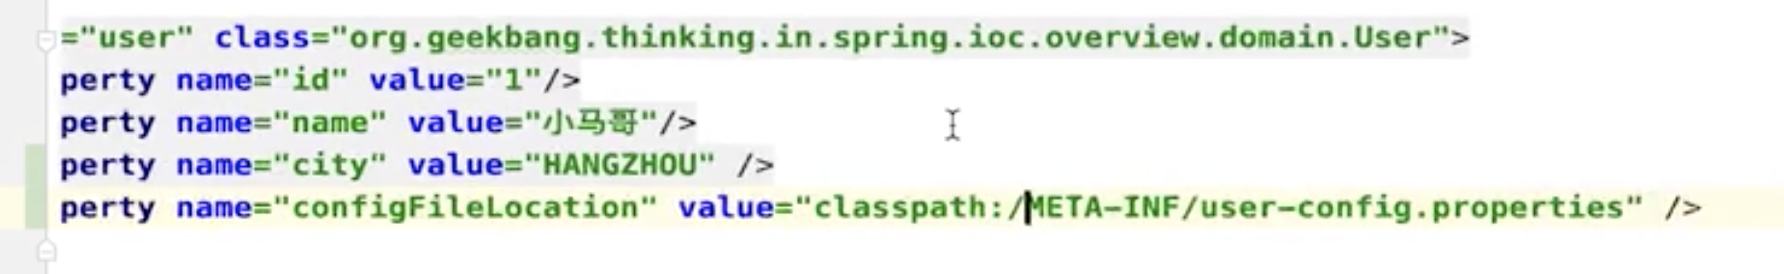 ="user" class="org.geekbang.thinking.in.spring.ioc.overview.domain.User">
perty name="id" value="1"/>
perty name="name" value="小马哥"/>
perty name="city" value="HANGZHOU" />
perty name="configFileLocation" value="classpath:/META-INF/user-config.properties" />